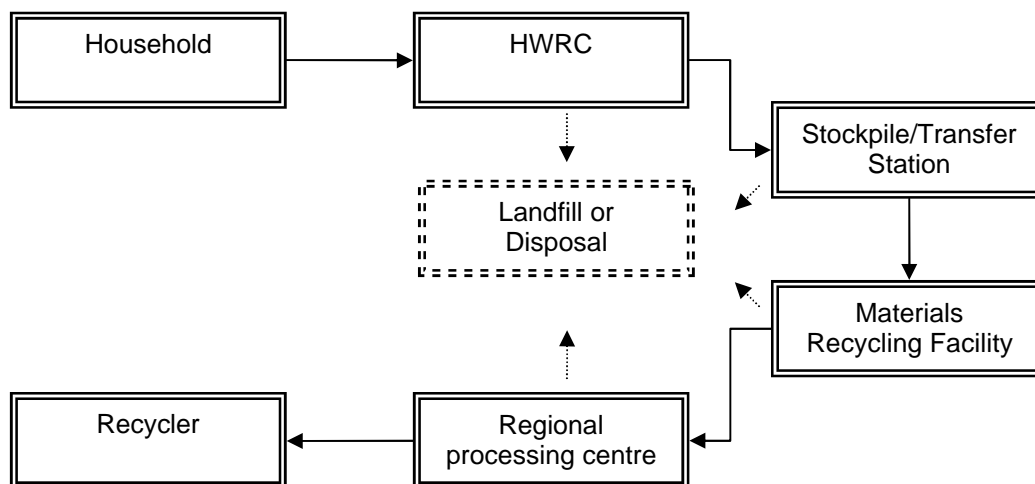 Household
HWRC
Stockpile/Transfer
Station
Landfill or
Disposal
Materials
Recycling Facility
Recycler
Regional
processing centre